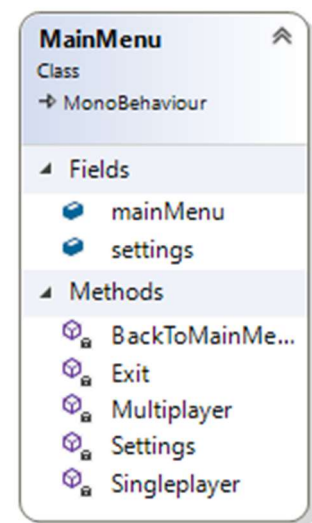 MainMenu
Class
MonoBehaviour
Fields
mainMenu
settings
Methods
BackToMainMe...
Exit
Multiplayer
Settings
Singleplayer